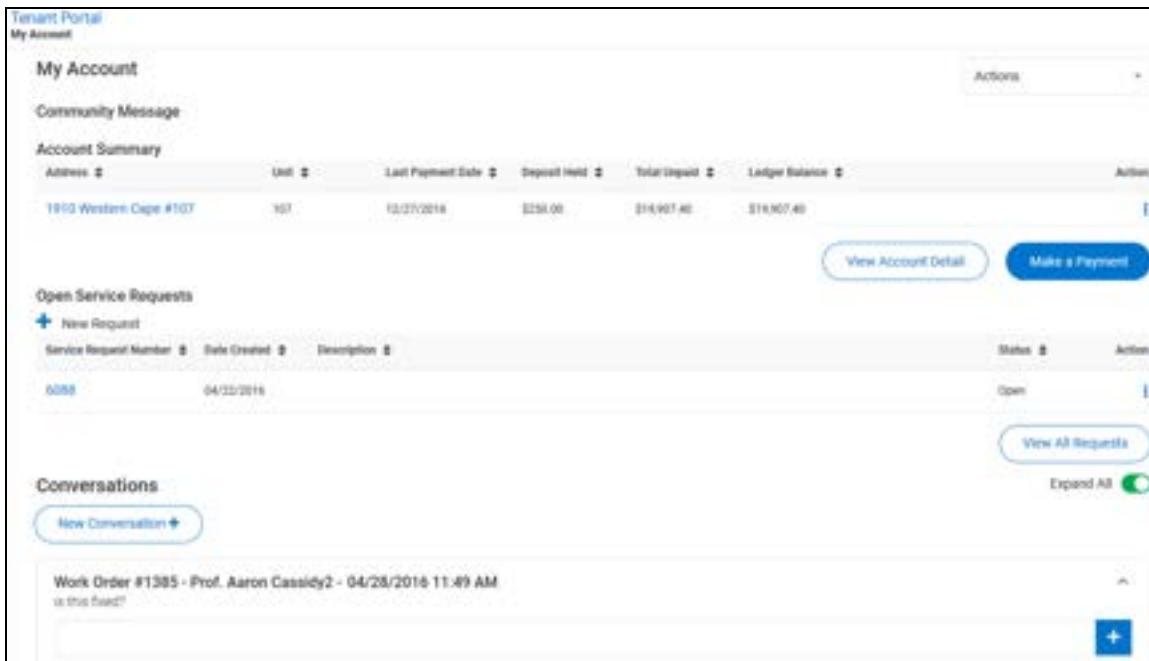 Tenant Portal
My Account
My Account
Actions
Community Message
Account Summary
Address Unit Last Payment Date Deposit Held Total Unpaid Ledger Balance Action
1910 Western Cape #107 107 12/27/2016 $250.00 $19,907.40 $19,907.40
View Account Detail Make a Payment
Open Service Requests
+ New Request
Service Request Number Date Created Description Status Action
6088 04/22/2016 Open
View All Requests
Conversations Expand All
New Conversation +
Work Order #1385 - Prof. Aaron Cassidy2 - 04/28/2016 11:49 AM
is this fixed?
+